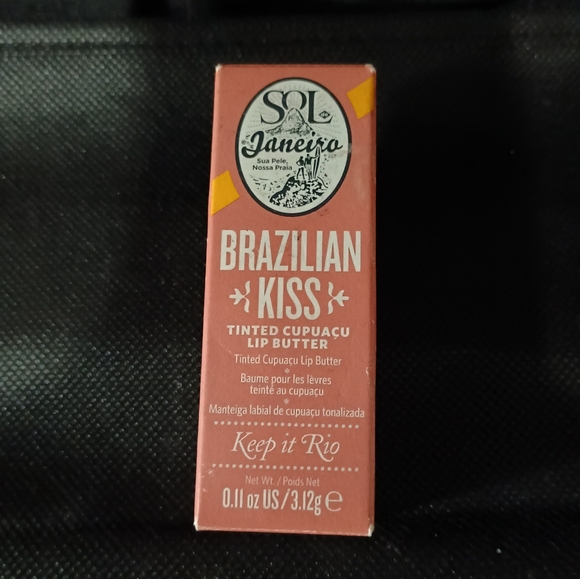 SOL
de
Janeiro
Sua Pele,
Nossa Praia
BRAZILIAN
KISS
TINTED CUPUAÇU
LIP BUTTER
Tinted Cupuaçu Lip Butter
Baume pour les lèvres
teinté au cupuaçu
Manteiga labial de cupuaçu tonalizada
Keep it Rio
Net Wt. / Poids Net
0.11 oz US/3.12g e